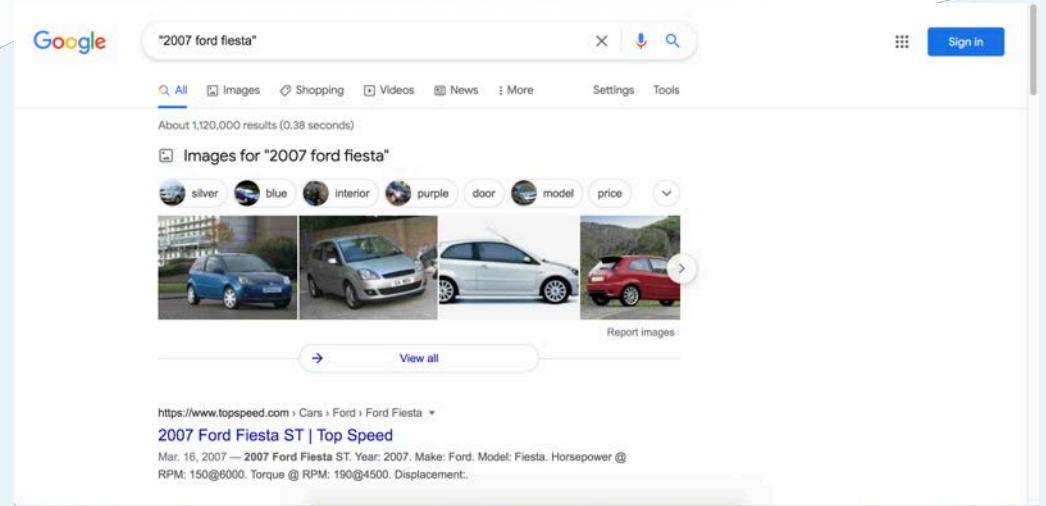 Google
"2007 ford fiesta"
Sign in
All Images Shopping Videos News More Settings Tools
About 1,120,000 results (0.38 seconds)
Images for "2007 ford fiesta"
silver blue interior purple door model price
Report images
View all
https://www.topspeed.com › Cars › Ford › Ford Fiesta
2007 Ford Fiesta ST | Top Speed
Mar. 16, 2007 — 2007 Ford Fiesta ST. Year: 2007. Make: Ford. Model: Fiesta. Horsepower @
RPM: 150@6000. Torque @ RPM: 190@4500. Displacement:.